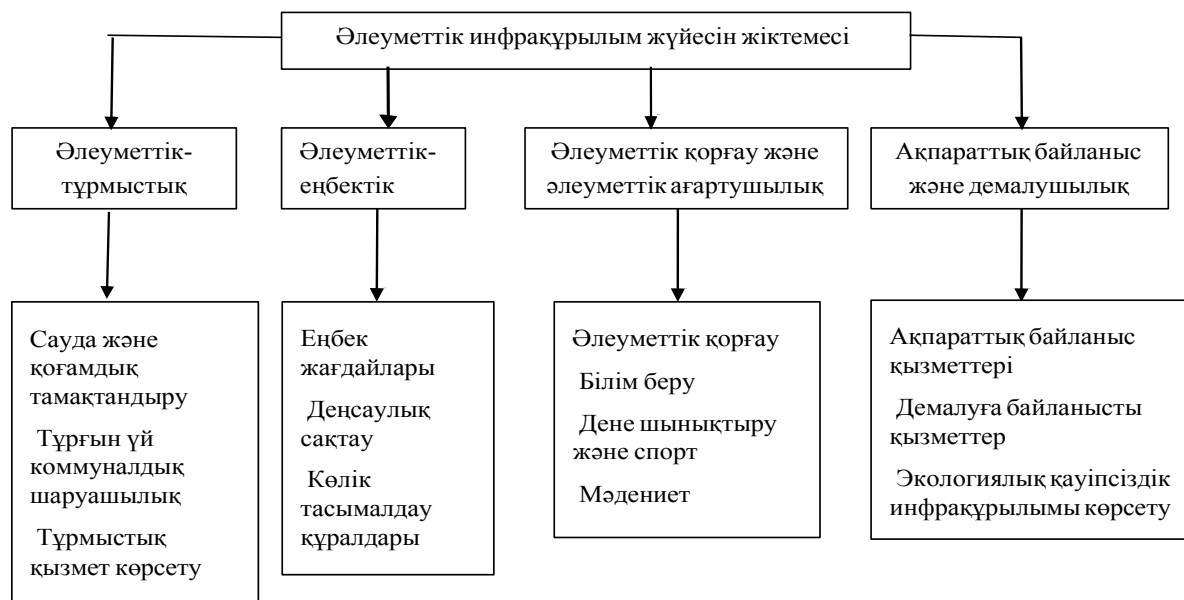 Әлеуметтік инфрақұрылым жүйесін жіктемесі
Әлеуметтік-
тұрмыстық
Әлеуметтік-
еңбектік
Әлеуметтік қорғау және
әлеуметтік ағартушылық
Ақпараттық байланыс
және демалушылық
Сауда және
қоғамдық
тамақтандыру
Тұрғын үй
коммуналдық
шаруашылық
Тұрмыстық
қызмет көрсету
Еңбек
жағдайлары
Деңсаулық
сақтау
Көлік
тасымалдау
құралдары
Әлеуметтік қорғау
Білім беру
Дене шынықтыру
және спорт
Мәдениет
Ақпараттық байланыс
қызметтері
Демалуға байланысты
қызметтер
Экологиялық қауіпсіздік
инфрақұрылымы көрсету